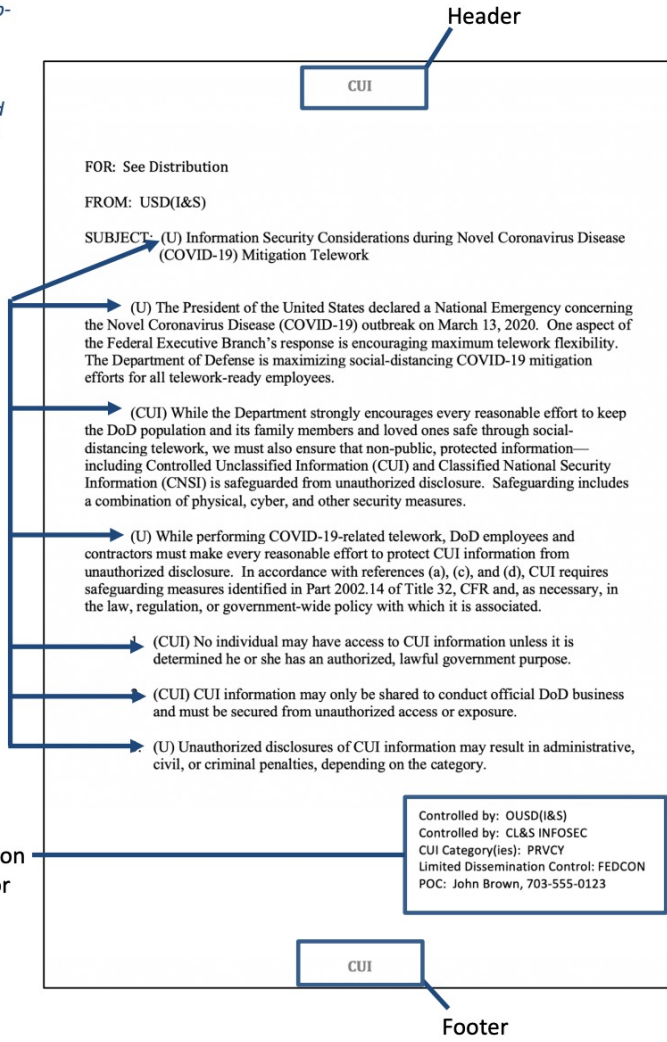 Header
CUI
FOR: See Distribution
FROM: USD(I&S)
SUBJECT: (U) Information Security Considerations during Novel Coronavirus Disease
(COVID-19) Mitigation Telework
(U) The President of the United States declared a National Emergency concerning
the Novel Coronavirus Disease (COVID-19) outbreak on March 13, 2020. One aspect of
the Federal Executive Branch's response is encouraging maximum telework flexibility.
The Department of Defense is maximizing social-distancing COVID-19 mitigation
efforts for all telework-ready employees.
(CUI) While the Department strongly encourages every reasonable effort to keep
the DoD population and its family members and loved ones safe through social-
distancing telework, we must also ensure that non-public, protected information—
including Controlled Unclassified Information (CUI) and Classified National Security
Information (CNSI) is safeguarded from unauthorized disclosure. Safeguarding includes
a combination of physical, cyber, and other security measures.
(U) While performing COVID-19-related telework, DoD employees and
contractors must make every reasonable effort to protect CUI information from
unauthorized disclosure. In accordance with references (a), (c), and (d), CUI requires
safeguarding measures identified in Part 2002.14 of Title 32, CFR and, as necessary, in
the law, regulation, or government-wide policy with which it is associated.
(CUI) No individual may have access to CUI information unless it is
determined he or she has an authorized, lawful government purpose.
(CUI) CUI information may only be shared to conduct official DoD business
and must be secured from unauthorized access or exposure.
(U) Unauthorized disclosures of CUI information may result in administrative,
civil, or criminal penalties, depending on the category.
Controlled by: OUSD(I&S)
Controlled by: CL&S INFOSEC
CUI Category(ies): PRVCY
Limited Dissemination Control: FEDCON
POC: John Brown, 703-555-0123
CUI
Footer